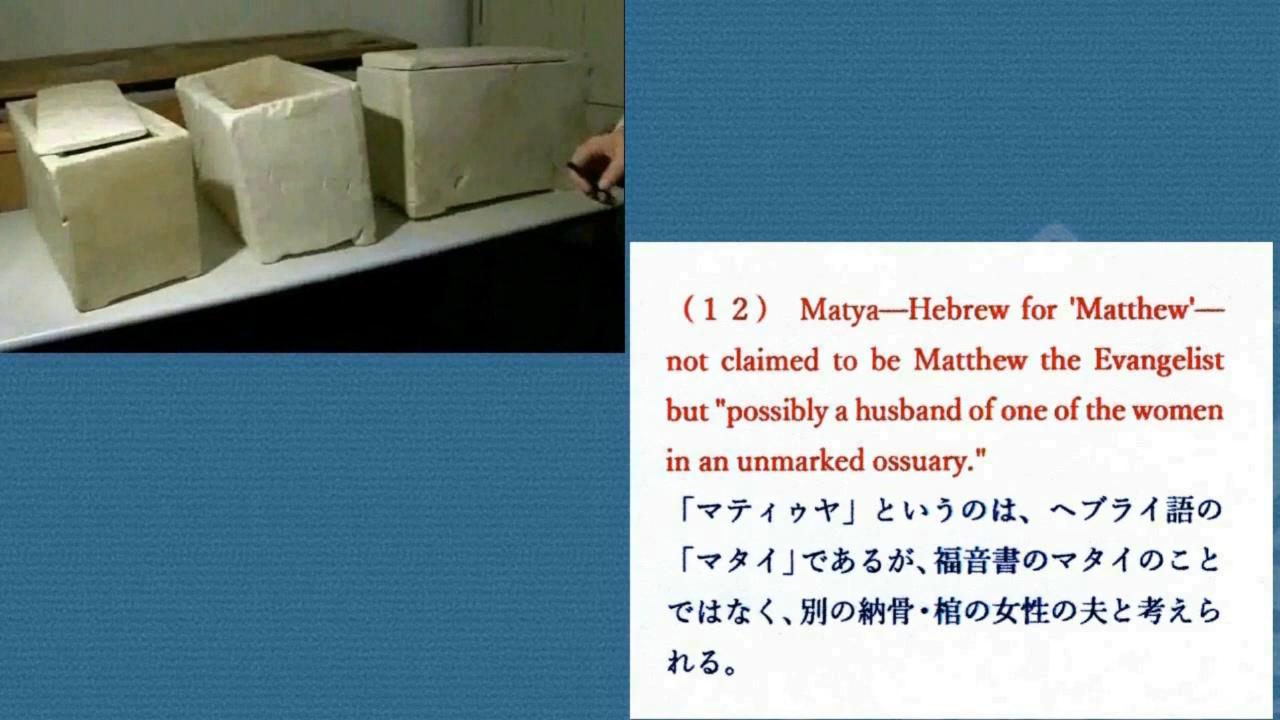 （１２） Matya—Hebrew for 'Matthew'—
not claimed to be Matthew the Evangelist
but "possibly a husband of one of the women
in an unmarked ossuary."
「マティゥヤ」というのは、ヘブライ語の
「マタイ」であるが、福音書のマタイのこと
ではなく、別の納骨・棺の女性の夫と考えら
れる。